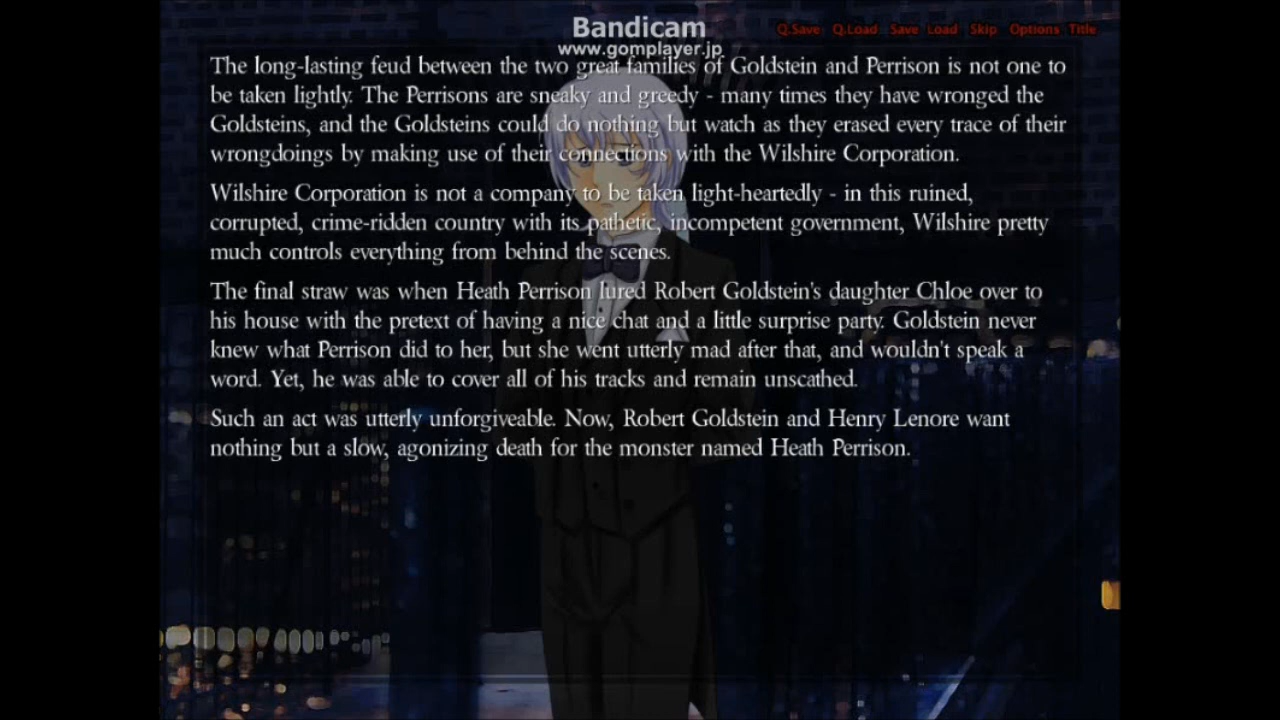 Bandicam
www.gomplayer.jp
Q.Save Q.Load Save Load Skip Options Title
The long-lasting feud between the two great families of Goldstein and Perrison is not one to
be taken lightly. The Perrisons are sneaky and greedy - many times they have wronged the
Goldsteins, and the Goldsteins could do nothing but watch as they erased every trace of their
wrongdoings by making use of their connections with the Wilshire Corporation.
Wilshire Corporation is not a company to be taken light-heartedly - in this ruined,
corrupted, crime-ridden country with its pathetic, incompetent government, Wilshire pretty
much controls everything from behind the scenes.
The final straw was when Heath Perrison lured Robert Goldstein's daughter Chloe over to
his house with the pretext of having a nice chat and a little surprise party. Goldstein never
knew what Perrison did to her, but she went utterly mad after that, and wouldn't speak a
word. Yet, he was able to cover all of his tracks and remain unscathed.
Such an act was utterly unforgiveable. Now, Robert Goldstein and Henry Lenore want
nothing but a slow, agonizing death for the monster named Heath Perrison.